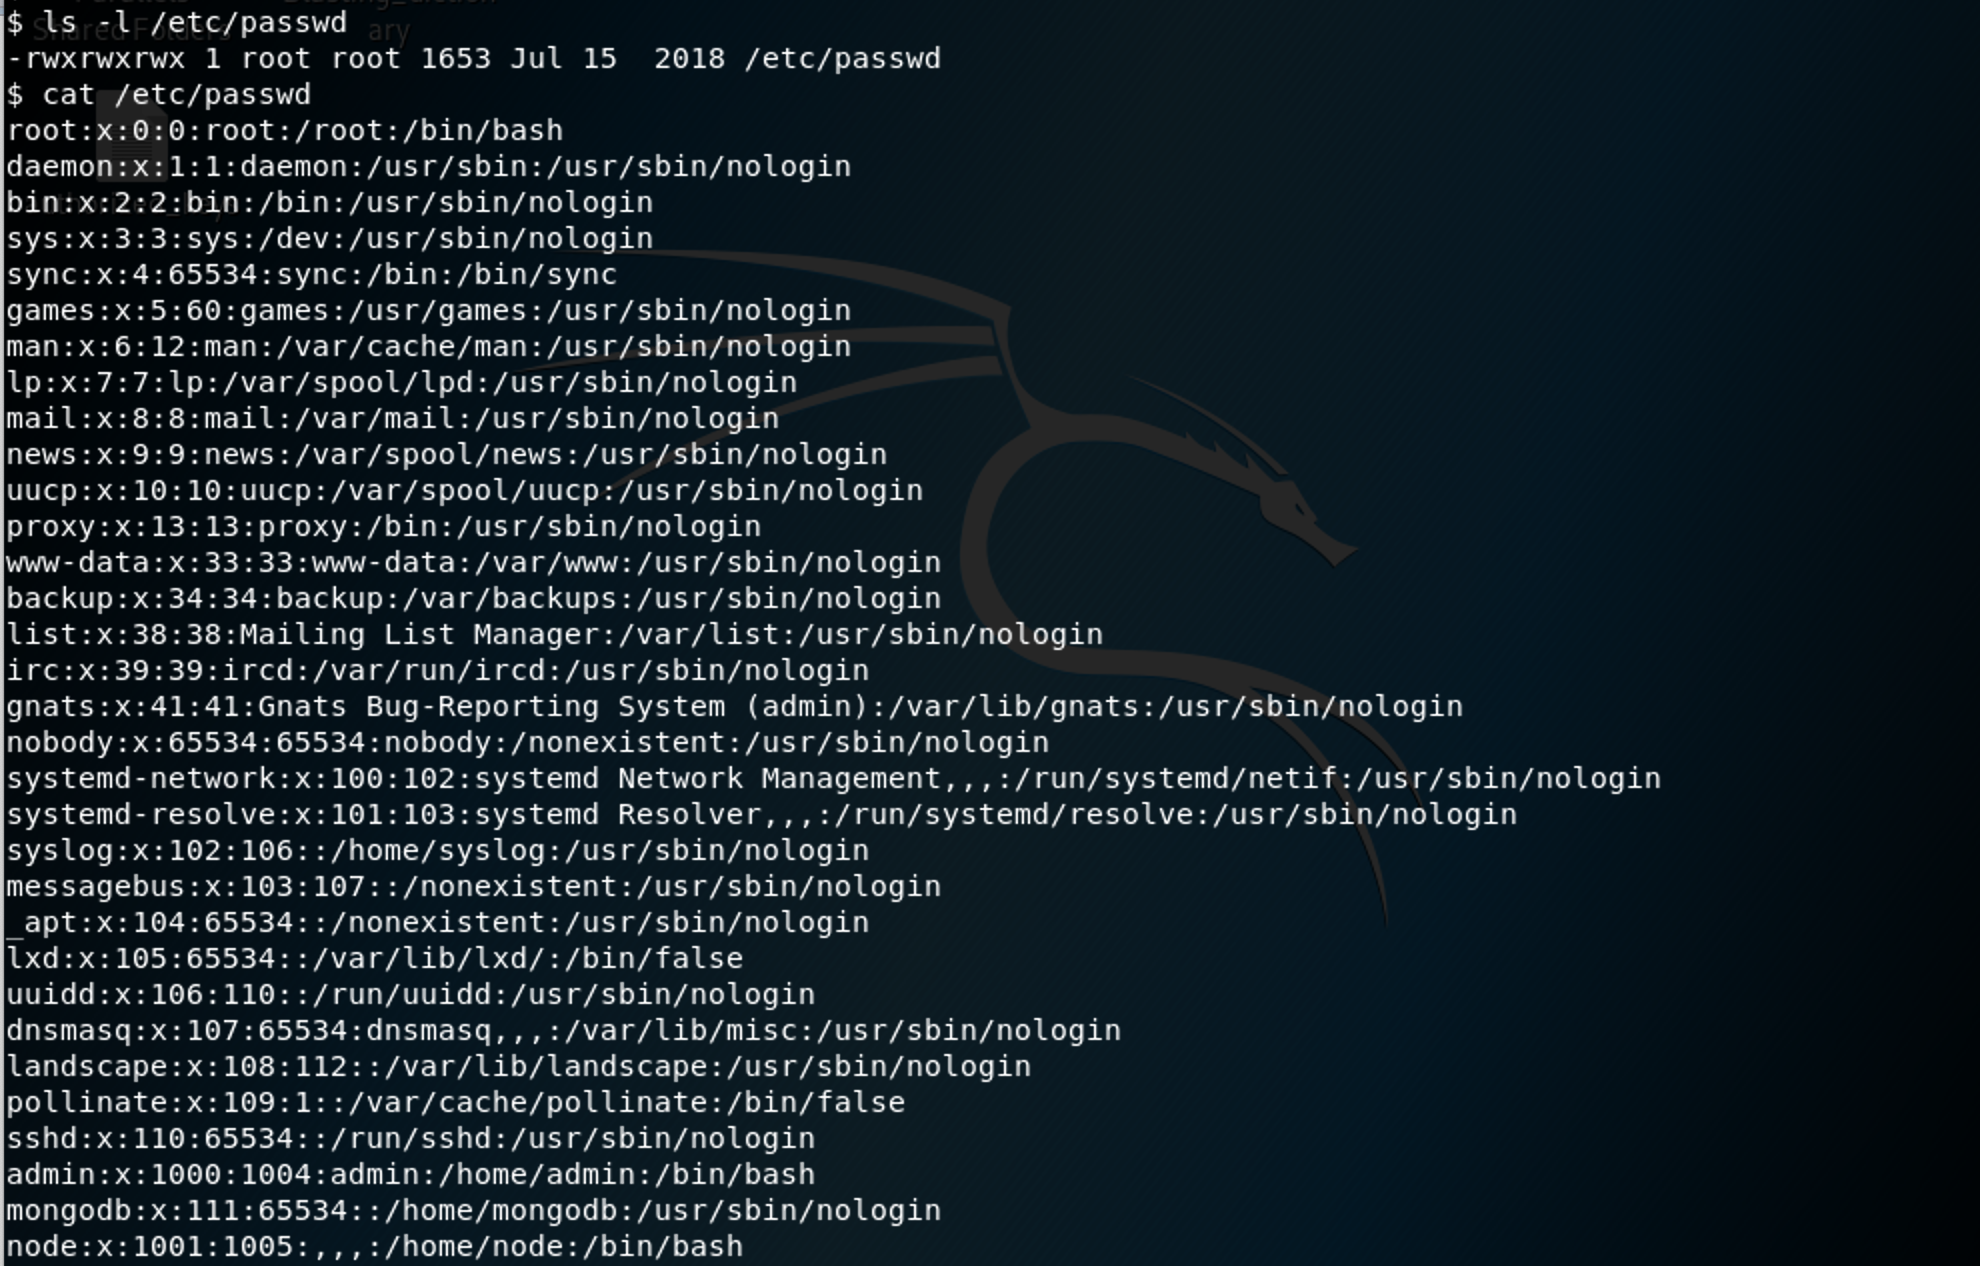 $ ls -l /etc/passwd
-rwxrwxrwx 1 root root 1653 Jul 15  2018 /etc/passwd
$ cat /etc/passwd
root:x:0:0:root:/root:/bin/bash
daemon:x:1:1:daemon:/usr/sbin:/usr/sbin/nologin
bin:x:2:2:bin:/bin:/usr/sbin/nologin
sys:x:3:3:sys:/dev:/usr/sbin/nologin
sync:x:4:65534:sync:/bin:/bin/sync
games:x:5:60:games:/usr/games:/usr/sbin/nologin
man:x:6:12:man:/var/cache/man:/usr/sbin/nologin
lp:x:7:7:lp:/var/spool/lpd:/usr/sbin/nologin
mail:x:8:8:mail:/var/mail:/usr/sbin/nologin
news:x:9:9:news:/var/spool/news:/usr/sbin/nologin
uucp:x:10:10:uucp:/var/spool/uucp:/usr/sbin/nologin
proxy:x:13:13:proxy:/bin:/usr/sbin/nologin
www-data:x:33:33:www-data:/var/www:/usr/sbin/nologin
backup:x:34:34:backup:/var/backups:/usr/sbin/nologin
list:x:38:38:Mailing List Manager:/var/list:/usr/sbin/nologin
irc:x:39:39:ircd:/var/run/ircd:/usr/sbin/nologin
gnats:x:41:41:Gnats Bug-Reporting System (admin):/var/lib/gnats:/usr/sbin/nologin
nobody:x:65534:65534:nobody:/nonexistent:/usr/sbin/nologin
systemd-network:x:100:102:systemd Network Management,,,:/run/systemd/netif:/usr/sbin/nologin
systemd-resolve:x:101:103:systemd Resolver,,,:/run/systemd/resolve:/usr/sbin/nologin
syslog:x:102:106::/home/syslog:/usr/sbin/nologin
messagebus:x:103:107::/nonexistent:/usr/sbin/nologin
_apt:x:104:65534::/nonexistent:/usr/sbin/nologin
lxd:x:105:65534::/var/lib/lxd/:/bin/false
uuidd:x:106:110::/run/uuidd:/usr/sbin/nologin
dnsmasq:x:107:65534:dnsmasq,,,:/var/lib/misc:/usr/sbin/nologin
landscape:x:108:112::/var/lib/landscape:/usr/sbin/nologin
pollinate:x:109:1::/var/cache/pollinate:/bin/false
sshd:x:110:65534::/run/sshd:/usr/sbin/nologin
admin:x:1000:1004:admin:/home/admin:/bin/bash
mongodb:x:111:65534::/home/mongodb:/usr/sbin/nologin
node:x:1001:1005:,,,:/home/node:/bin/bash